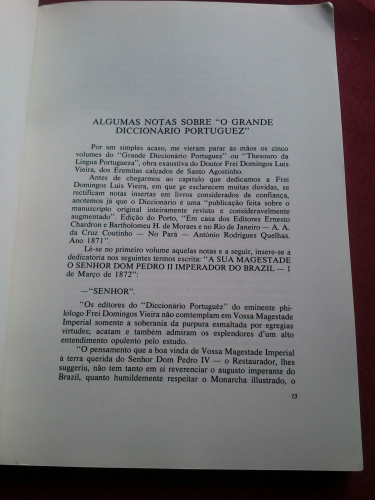 ALGUMAS NOTAS SOBRE "O GRANDE
DICCIONÁRIO PORTUGUEZ"
Por um simples acaso, me vieram parar às mãos os cinco
volumes do "Grande Diccionário Portuguez" ou "Thesouro da
Língua Portugueza", obra exaustiva do Doutor Frei Domingos Luis
Vieira, dos Eremitas calçados de Santo Agostinho.
Antes de chegarmos ao capítulo que dedicamos a Frei
Domingos Luis Vieira, em que se esclarecem muitas dúvidas, se
rectificam notas insertas em livros considerados de confiança,
anotemos já que o Diccionário é uma "publicação feita sobre o
manuscripto original inteiramente revisto e consideravelmente
augmentado". Edição do Porto, "Em casa dos Editores Ernesto
Chardron e Bartholomeu H. de Moraes e no Rio de Janeiro — A. A.
da Cruz Coutinho — No Pará — António Rodrigues Quelhas.
Ano 1871".
Lê-se no primeiro volume aquelas notas e a seguir, insere-se a
dedicatória nos seguintes termos escrita: "A SUA MAGESTADE
O SENHOR DOM PEDRO II IMPERADOR DO BRAZIL — 1
de Março de 1872":
—"SENHOR".
"Os editores do "Diccionário Portuguèz" do eminente phi-
lólogo Frei Domingos Vieira não comtemplam em Vossa Magestade
Imperial somente a soberania da purpura esmaltada por egregias
virtudes; acatam e também admiram os esplendores d'um alto
entendimento opulento pelo estudo.
"O pensamento que a boa vinda de Vossa Magestade Imperial
à terra querida do Senhor Dom Pedro IV — o Restaurador, lhes
suggeriu, não tem tanto em si reverenciar o augusto imperante do
Brazil, quanto humildemente respeitar o Monarcha illustrado, o
13